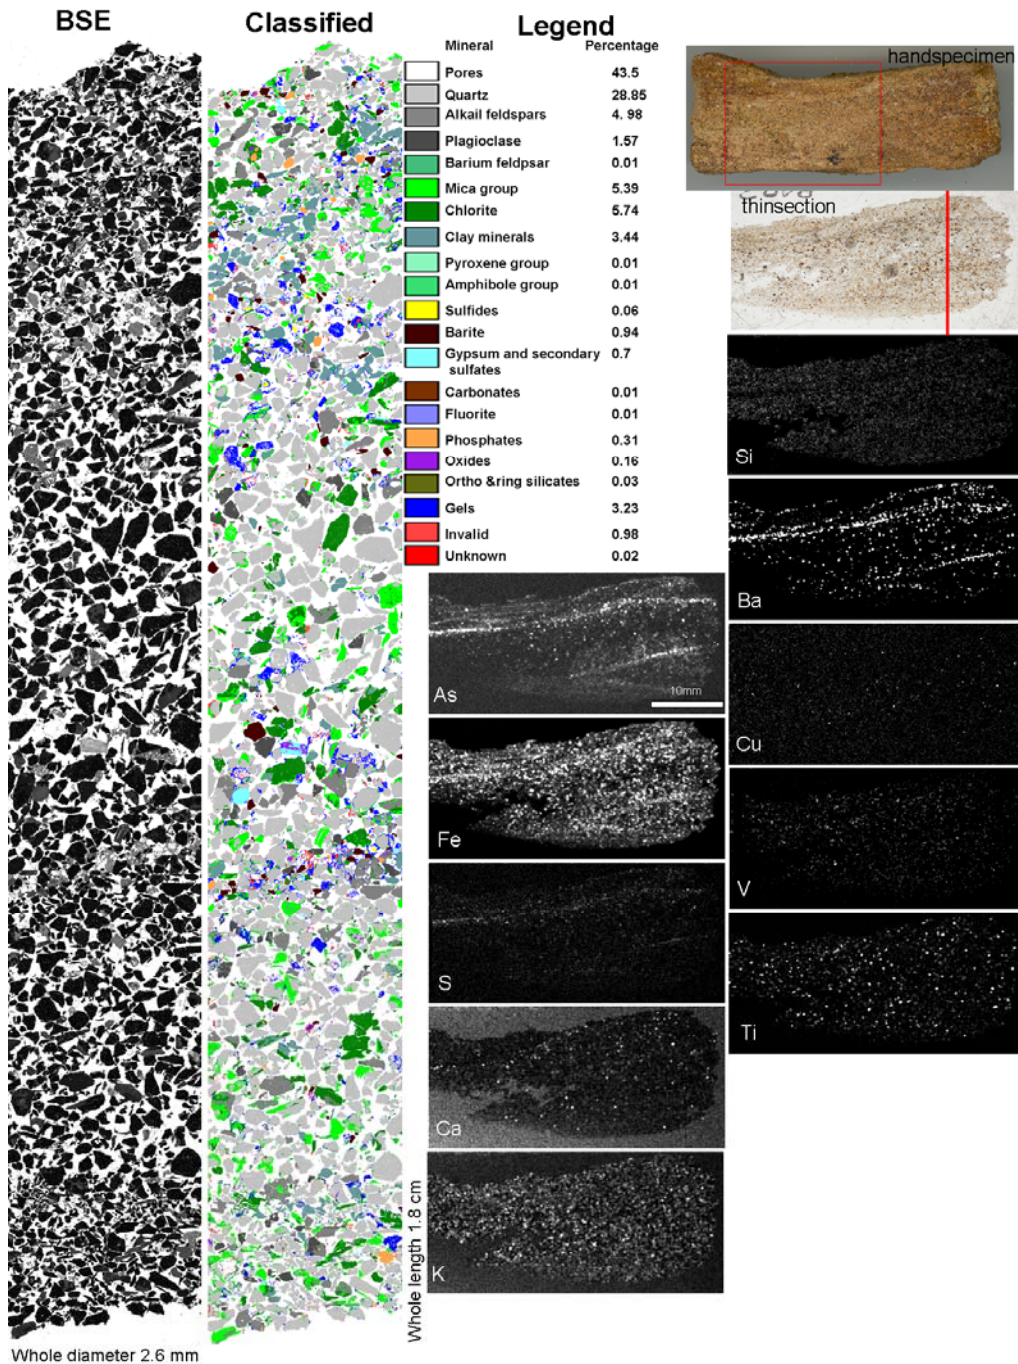 BSE
Classified
Legend
Mineral Percentage
Pores 43.5
Quartz 28.85
Alkail feldspars 4. 98
Plagioclase 1.57
Barium feldpsar 0.01
Mica group 5.39
Chlorite 5.74
Clay minerals 3.44
Pyroxene group 0.01
Amphibole group 0.01
Sulfides 0.06
Barite 0.94
Gypsum and secondary 0.7
sulfates
Carbonates 0.01
Fluorite 0.01
Phosphates 0.31
Oxides 0.16
Ortho &ring silicates 0.03
Gels 3.23
Invalid 0.98
Unknown 0.02
handspecimen
thinsection
Si
Ba
As
10mm
Cu
Fe
V
S
Ti
Ca
K
Whole length 1.8 cm
Whole diameter 2.6 mm